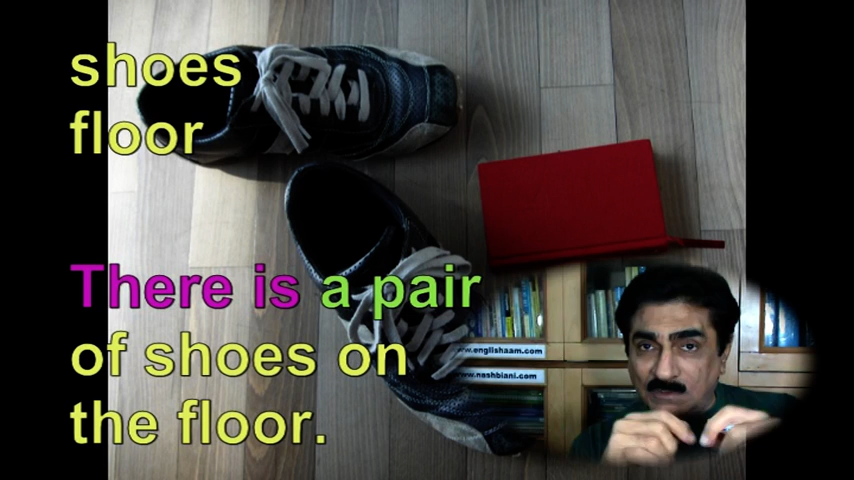 shoes
floor
There is a pair
of shoes on
the floor.
www.englishaam.com
www.nashbiani.com